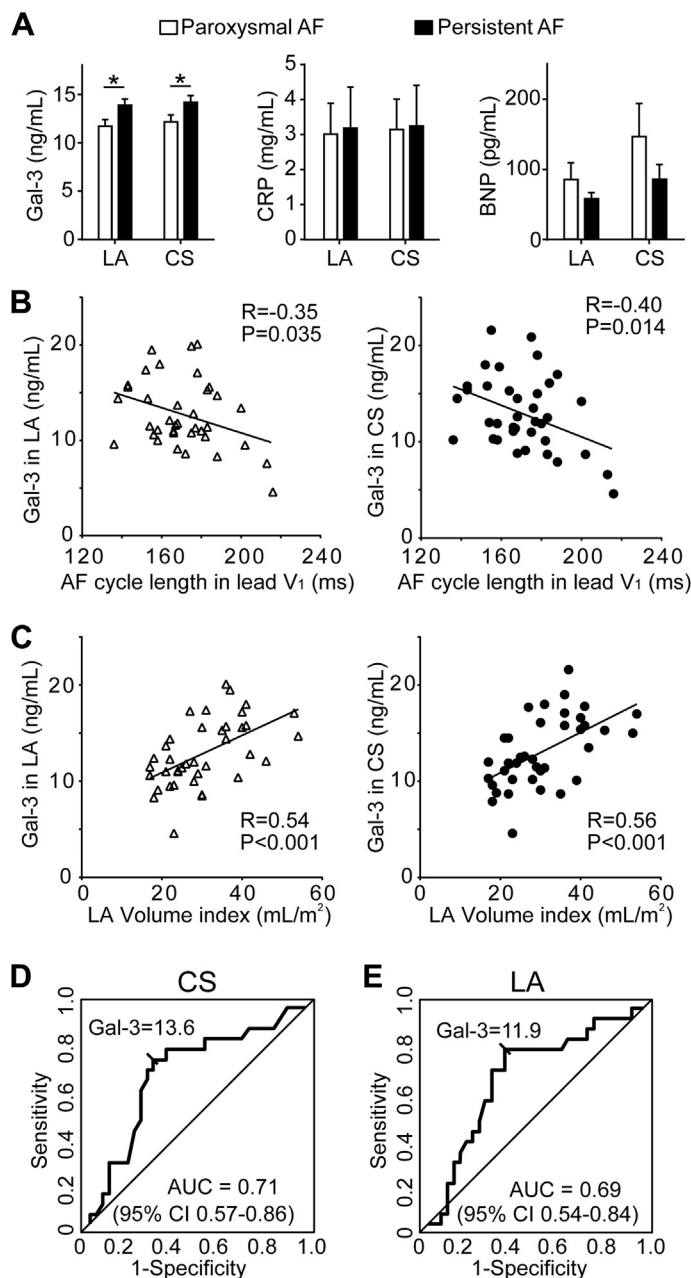 A
Paroxysmal AF Persistent AF
Gal-3 (ng/mL)
15
10
5
0
* *
LA CS
CRP (mg/mL)
5
4
3
2
1
0
LA CS
BNP (pg/mL)
200
100
0
LA CS
B
Gal-3 in LA (ng/mL)
20
10
0
R=-0.35
P=0.035
120 160 200 240
AF cycle length in lead V1 (ms)
Gal-3 in CS (ng/mL)
20
10
0
R=-0.40
P=0.014
120 160 200 240
AF cycle length in lead V1 (ms)
C
Gal-3 in LA (ng/mL)
20
10
0
R=0.54
P<0.001
0 20 40 60
LA Volume index (mL/m²)
Gal-3 in CS (ng/mL)
20
10
0
R=0.56
P<0.001
0 20 40 60
LA Volume index (mL/m²)
D CS
Sensitivity
1.0
0.8
0.6
0.4
0.2
0
Gal-3=13.6
AUC = 0.71
(95% CI 0.57-0.86)
0.2 0.4 0.6 0.8 1.0
1-Specificity
E LA
Sensitivity
1.0
0.8
0.6
0.4
0.2
0
Gal-3=11.9
AUC = 0.69
(95% CI 0.54-0.84)
0.2 0.4 0.6 0.8 1.0
1-Specificity